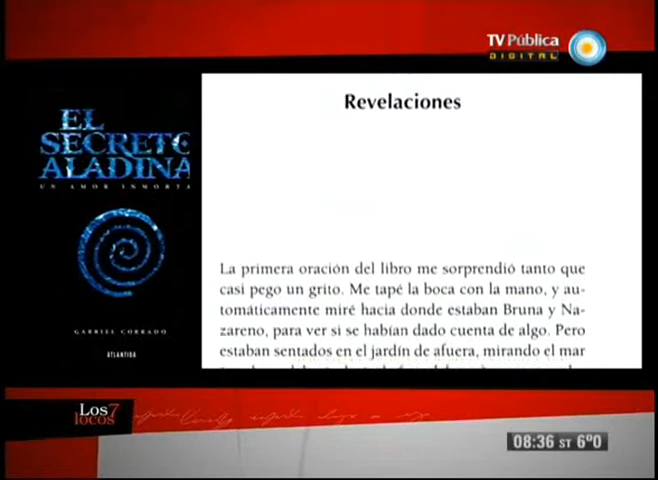 TV Pública
DIGITAL
EL
SECRETO
ALADINA
UN AMOR INMORTA
GABRIEL CORRADO
ATLANTIDA
Revelaciones
La primera oración del libro me sorprendió tanto que
casi pego un grito. Me tapé la boca con la mano, y au-
tomáticamente miré hacia donde estaban Bruna y Na-
zareno, para ver si se habían dado cuenta de algo. Pero
estaban sentados en el jardín de afuera, mirando el mar
Los 7
locos
08:36 ST 6º0